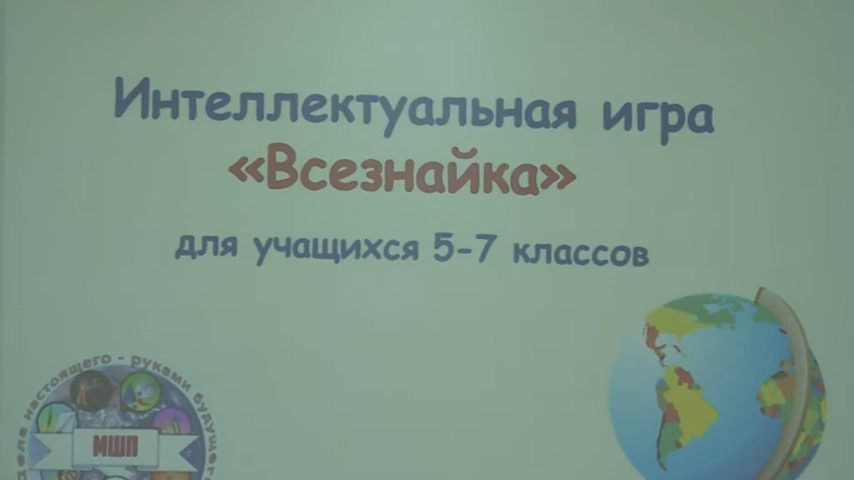 Интеллектуальная игра
«Всезнайка»
для учащихся 5-7 классов
дела настоящего - руками будущего
МШП